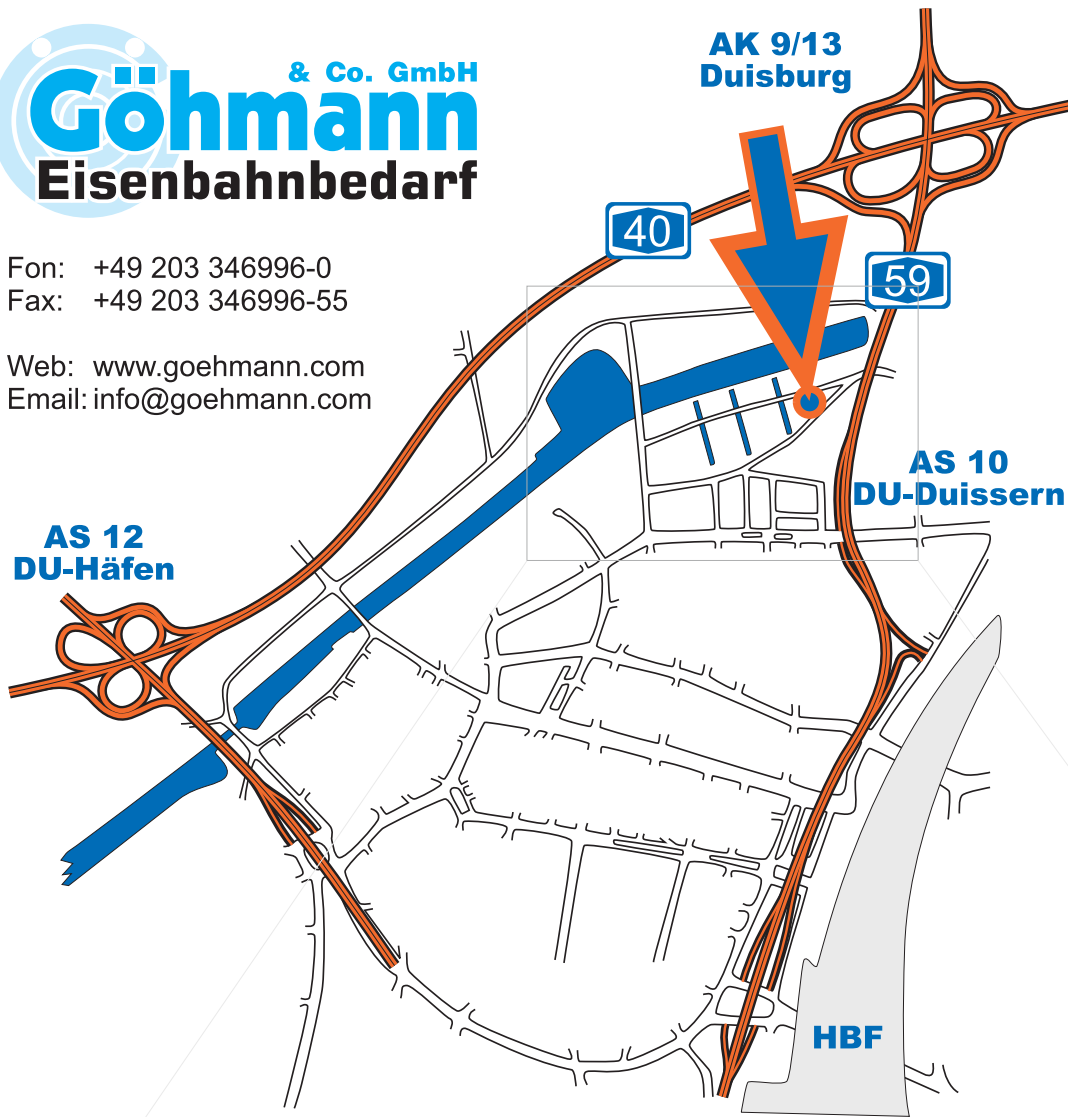 & Co. GmbH
Göhmann
Eisenbahnbedarf
Fon: +49 203 346996-0
Fax: +49 203 346996-55
Web: www.goehmann.com
Email: info@goehmann.com
AK 9/13
Duisburg
40
59
AS 10
DU-Duissern
AS 12
DU-Häfen
HBF